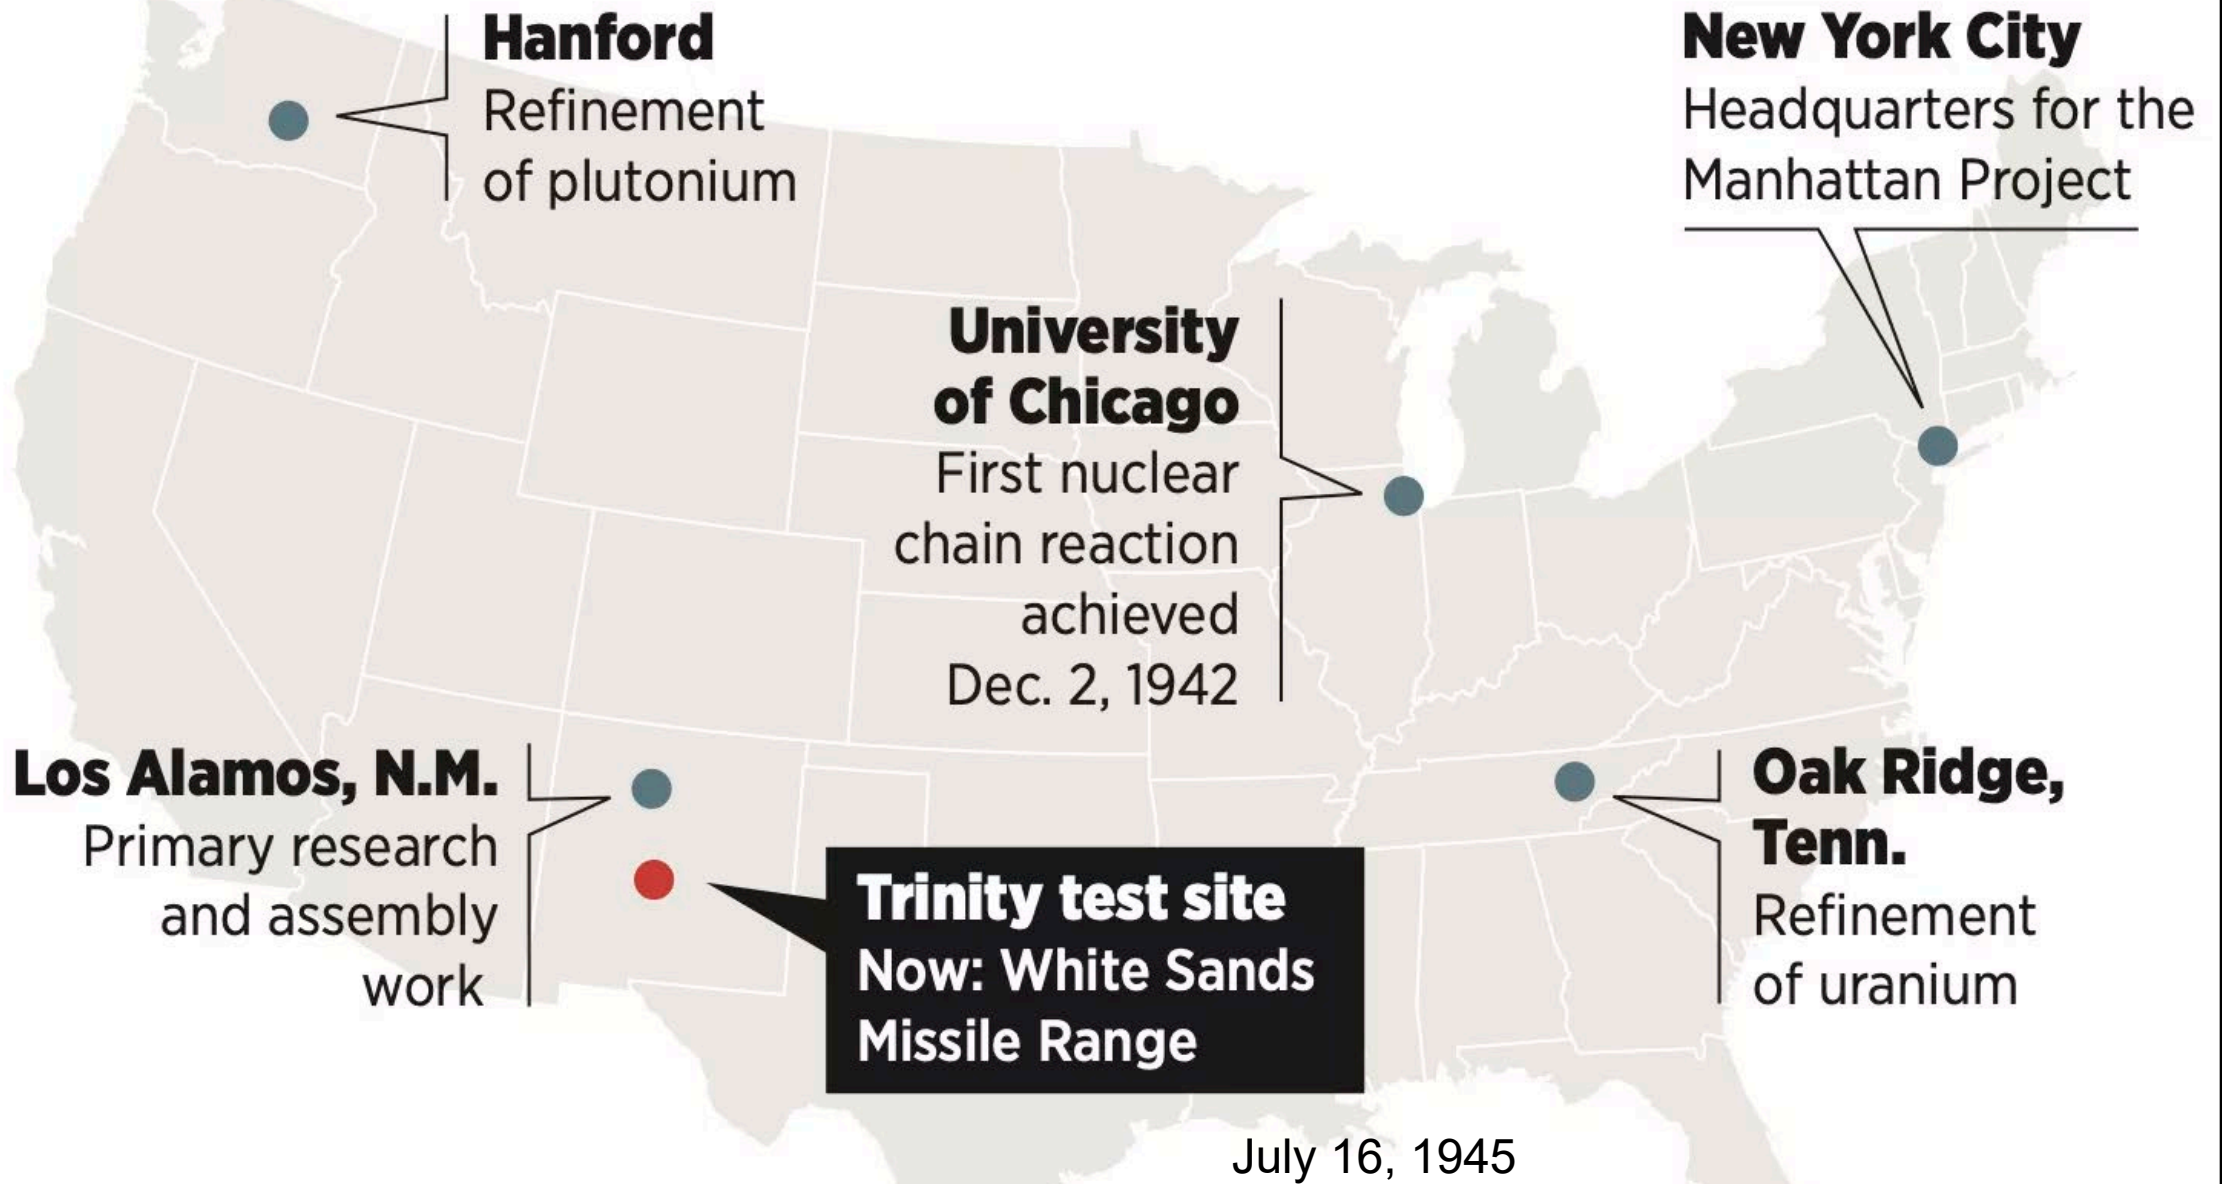 Hanford
Refinement
of plutonium
New York City
Headquarters for the
Manhattan Project
University
of Chicago
First nuclear
chain reaction
achieved
Dec. 2, 1942
Los Alamos, N.M.
Primary research
and assembly
work
Trinity test site
Now: White Sands
Missile Range
Oak Ridge,
Tenn.
Refinement
of uranium
July 16, 1945